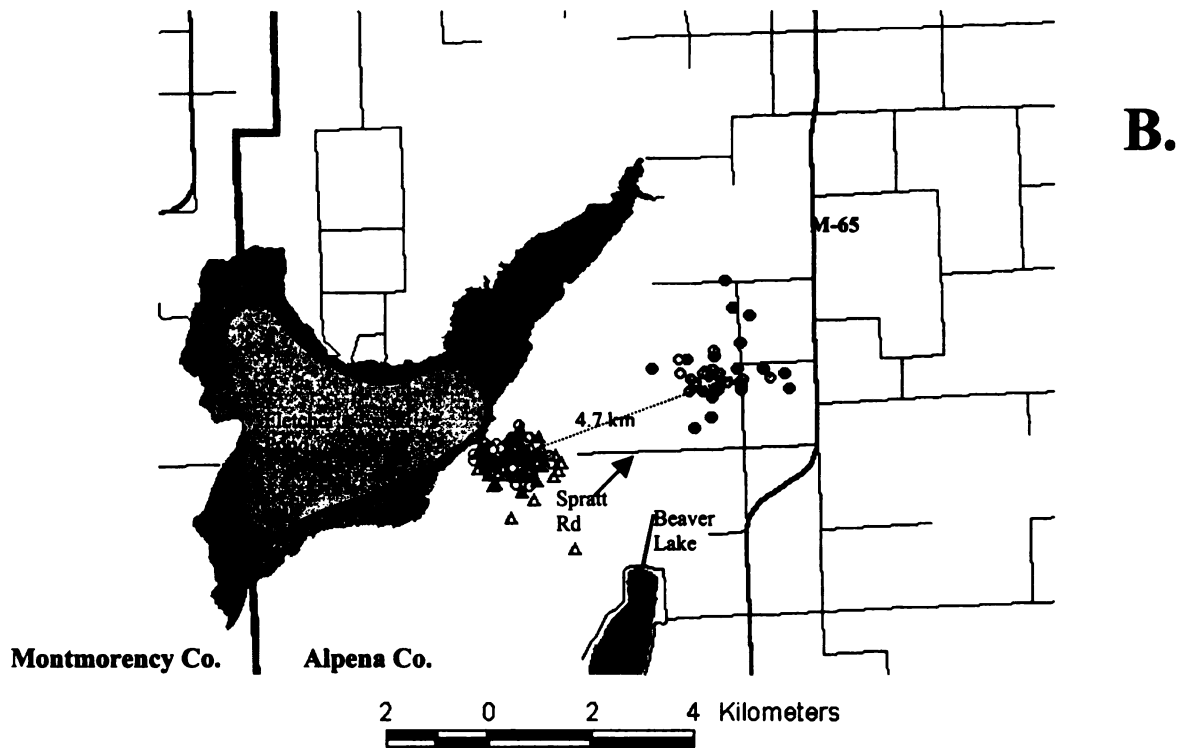 B.
M-65
4.7 km
Spratt
Rd
Beaver
Lake
Montmorency Co.
Alpena Co.
2 0 2 4 Kilometers